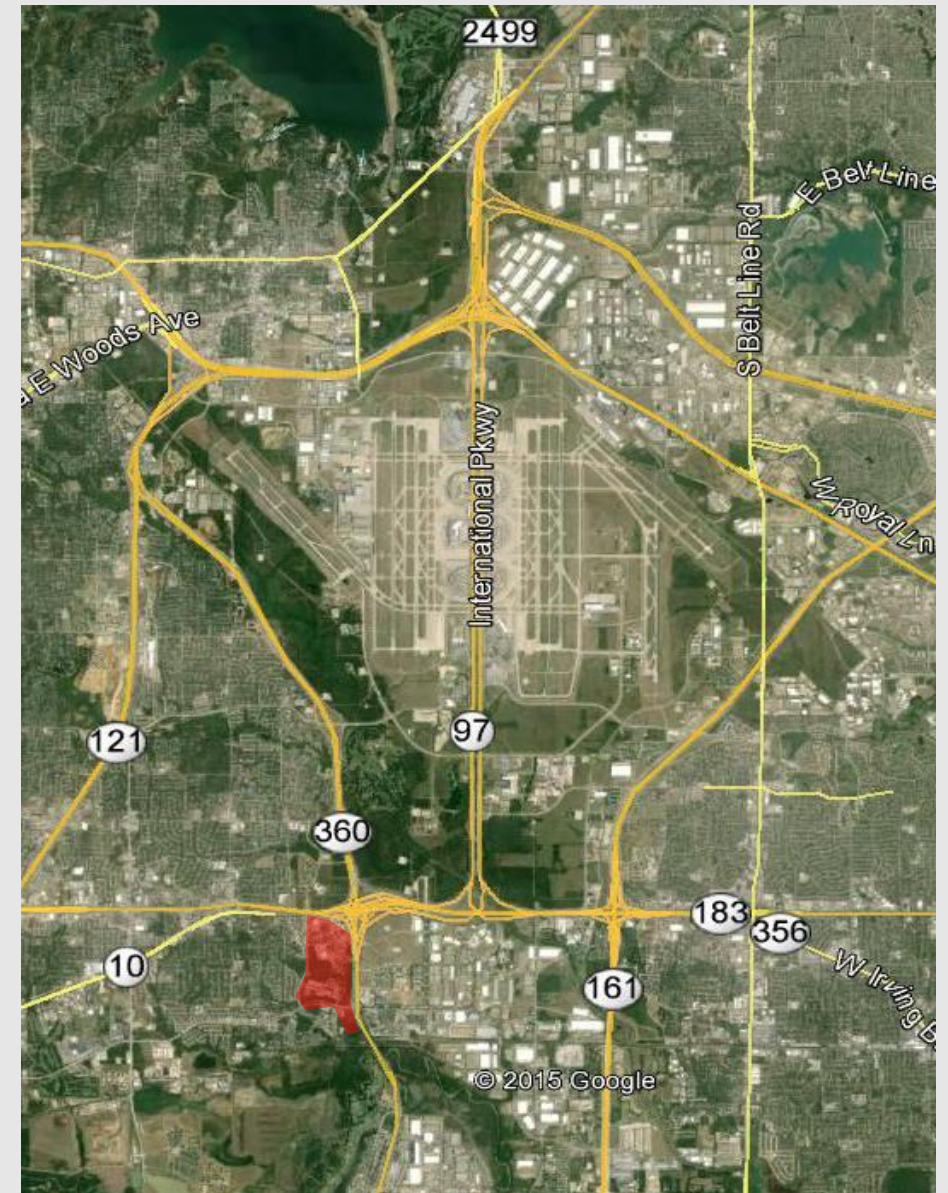 2499
E Belt Line
S Belt Line Rd
a E Woods Ave
International Pkwy
W Royal Ln
97
121
360
183
356
10
161
W Irving B
© 2015 Google